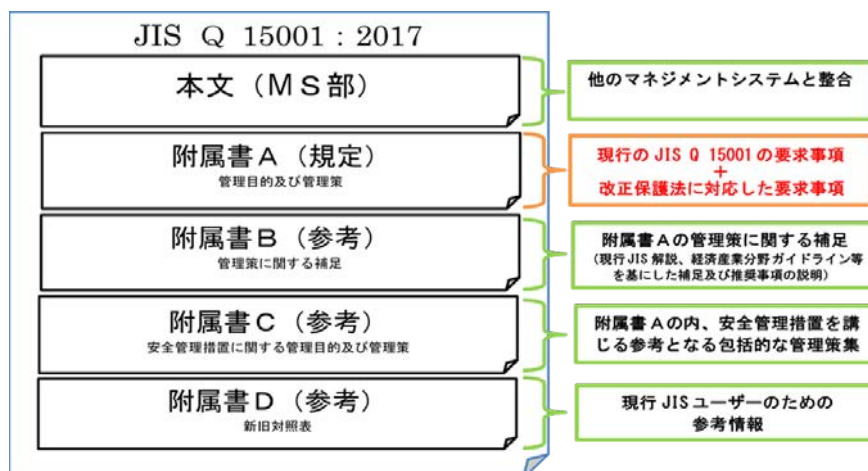 JIS Q 15001：2017
本文（ＭＳ部）
他のマネジメントシステムと整合
附属書Ａ（規定）
管理目的及び管理策
現行の JIS Q 15001 の要求事項
＋
改正保護法に対応した要求事項
附属書Ｂ（参考）
管理策に関する補足
附属書Ａの管理策に関する補足
（現行 JIS 解説、経済産業分野ガイドライン等
を基にした補足及び推奨事項の説明）
附属書Ｃ（参考）
安全管理措置に関する管理目的及び管理策
附属書Ａの内、安全管理措置を講
じる参考となる包括的な管理策集
附属書Ｄ（参考）
新旧対照表
現行 JIS ユーザーのための
参考情報